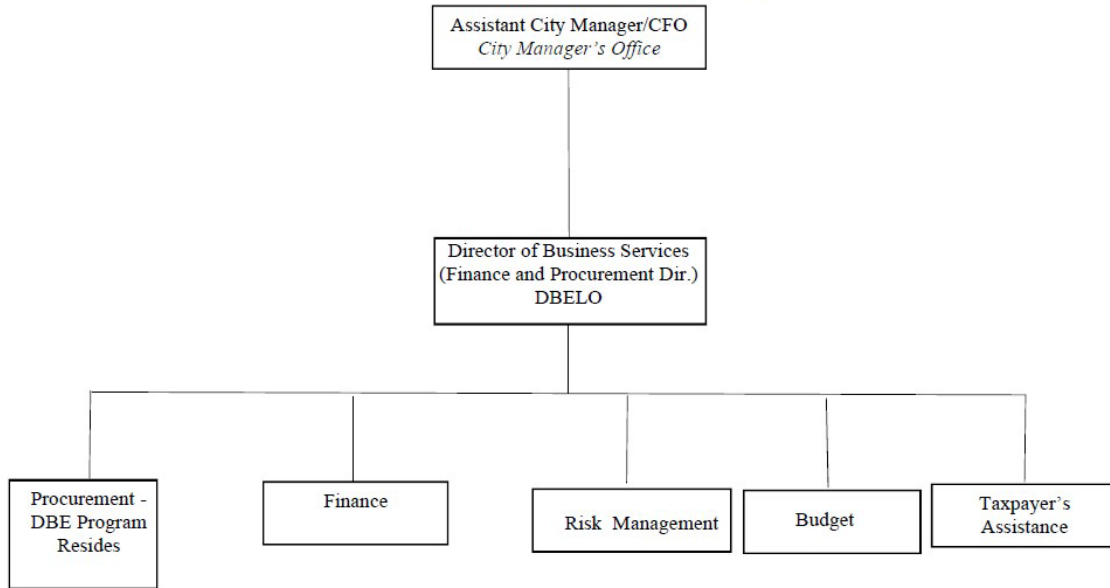 Assistant City Manager/CFO
City Manager's Office
Director of Business Services
(Finance and Procurement Dir.)
DBELO
Procurement -
DBE Program
Resides
Finance
Risk Management
Budget
Taxpayer's
Assistance